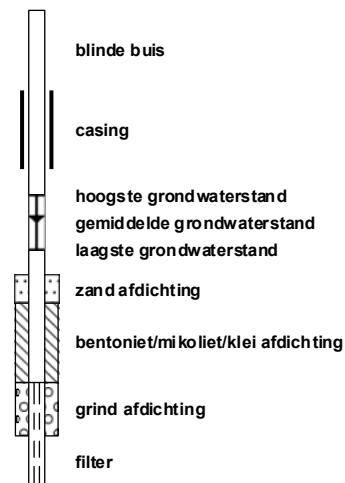 blinde buis
casing
hoogste grondwaterstand
gemiddelde grondwaterstand
laagste grondwaterstand
zand afdichting
bentoniet/mikoliet/klei afdichting
grind afdichting
filter